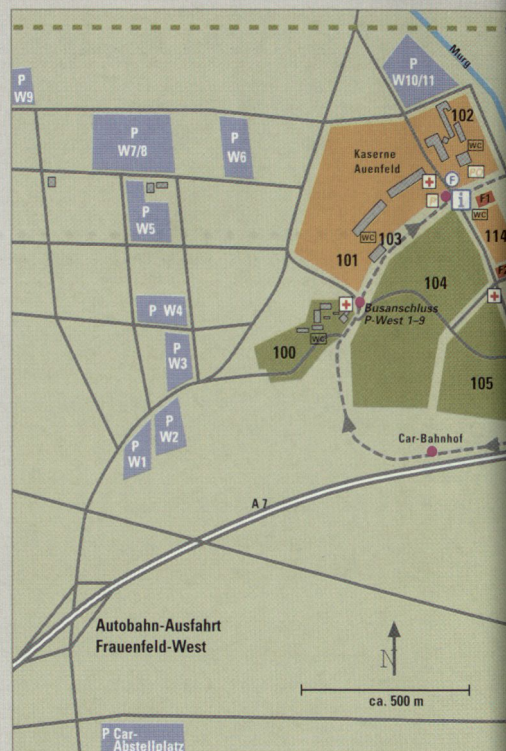 Murg
P
W10/11
P
W9
102
P
W7/8
P
W6
Kaserne
Auenfeld
WC
PO
F
P
i
F1
WC
P
W5
WC
103
114
101
104
P W4
Busanschluss
P-West 1–9
WC
100
P
W3
105
P
W2
P
W1
Car-Bahnhof
A 7
Autobahn-Ausfahrt
Frauenfeld-West
N
ca. 500 m
P Car-
Abstellplatz